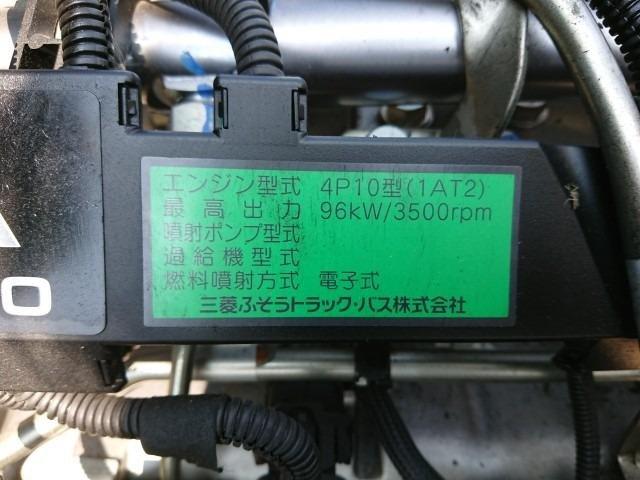 エンジン型式 4P10型(1AT2)
最高出力 96kW/3500rpm
噴射ポンプ型式
過給機型式
燃料噴射方式 電子式
三菱ふそうトラック・バス株式会社
O